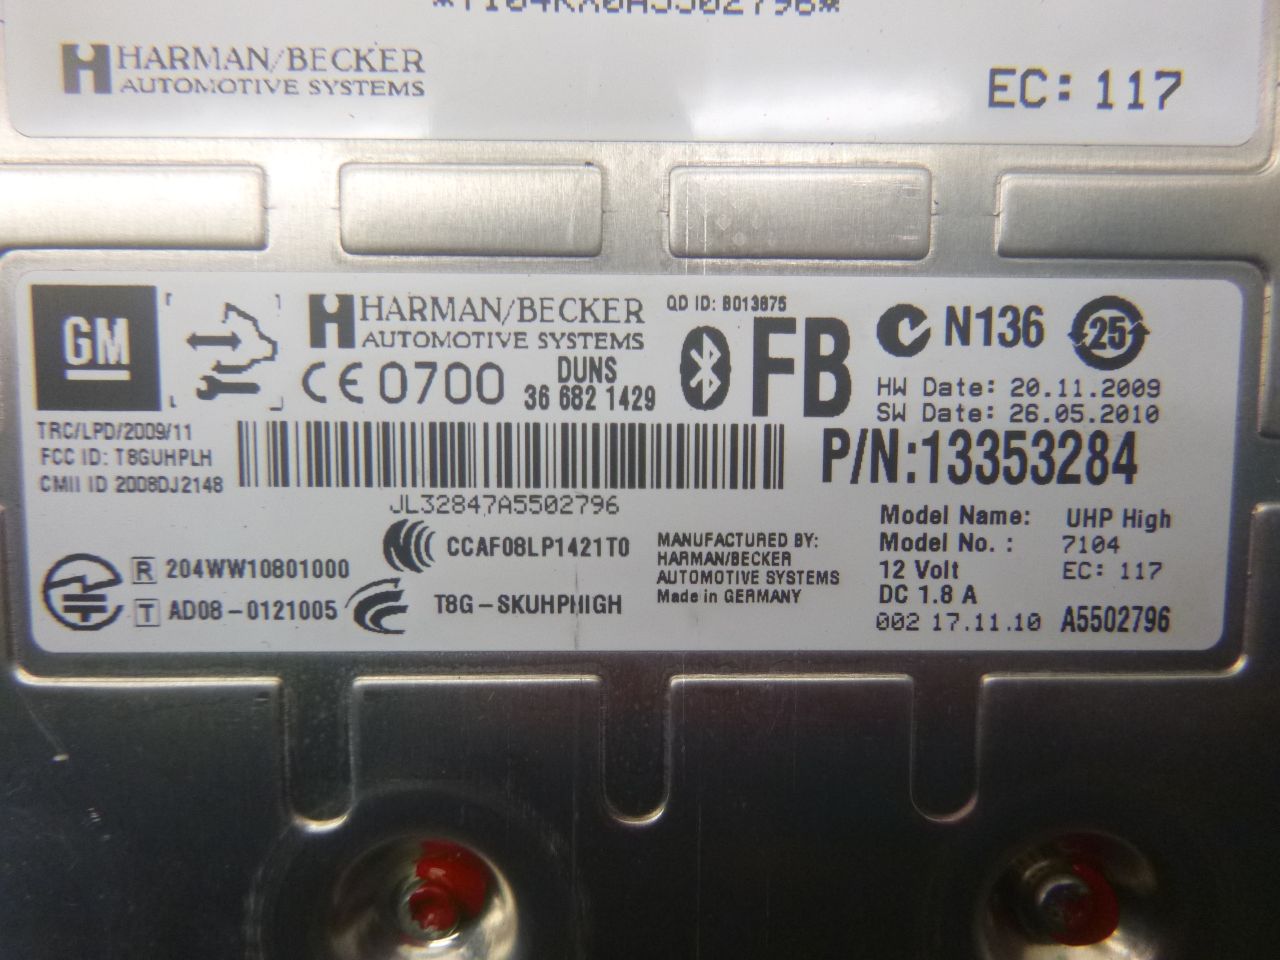 *7104RX0A5502796*
HARMAN/BECKER
AUTOMOTIVE SYSTEMS
EC: 117
GM
HARMAN/BECKER
AUTOMOTIVE SYSTEMS
QD ID: B013875
CE 0700
DUNS
36 682 1429
FB
N136
25
HW Date: 20.11.2009
SW Date: 26.05.2010
TRC/LPD/2009/11
FCC ID: T8GUHPLH
CMII ID 2008DJ2148
JL32847A5502796
P/N:13353284
R 204WW10801000
T AD08-0121005
CCAF08LP1421T0
T8G-SKUHPHIGH
MANUFACTURED BY:
HARMAN/BECKER
AUTOMOTIVE SYSTEMS
Made in GERMANY
Model Name: UHP High
Model No. : 7104
12 Volt EC: 117
DC 1.8 A
002 17.11.10 A5502796